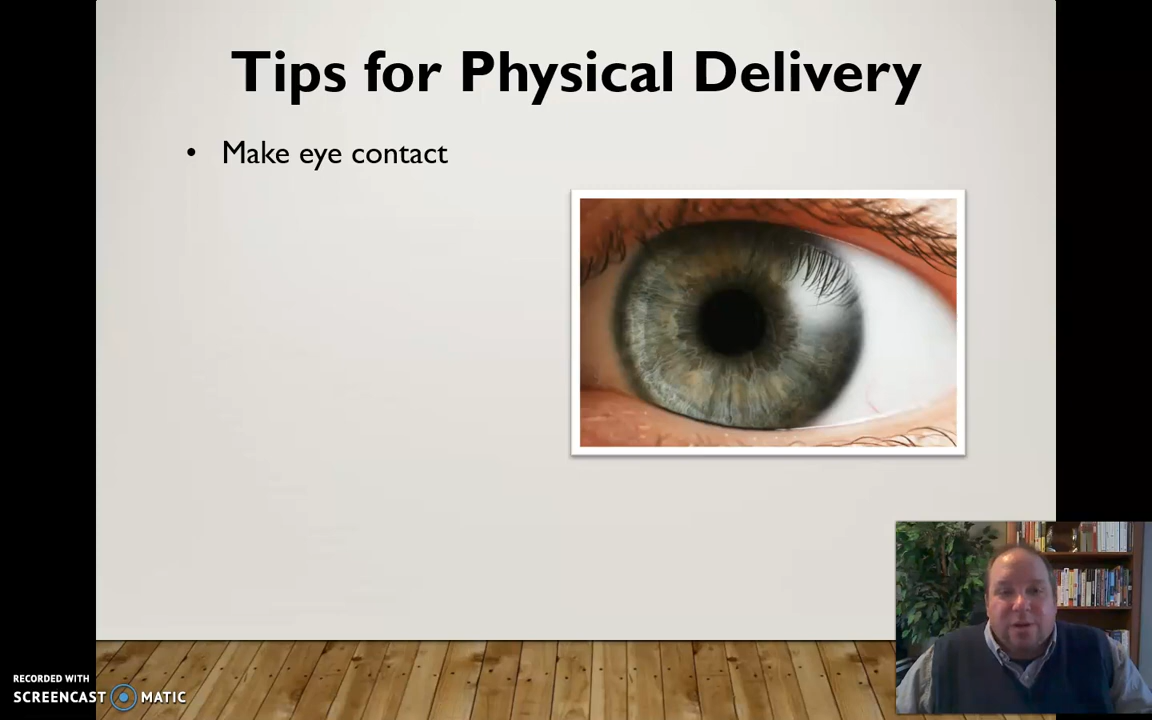 Tips for Physical Delivery
• Make eye contact
RECORDED WITH
SCREENCAST MATIC